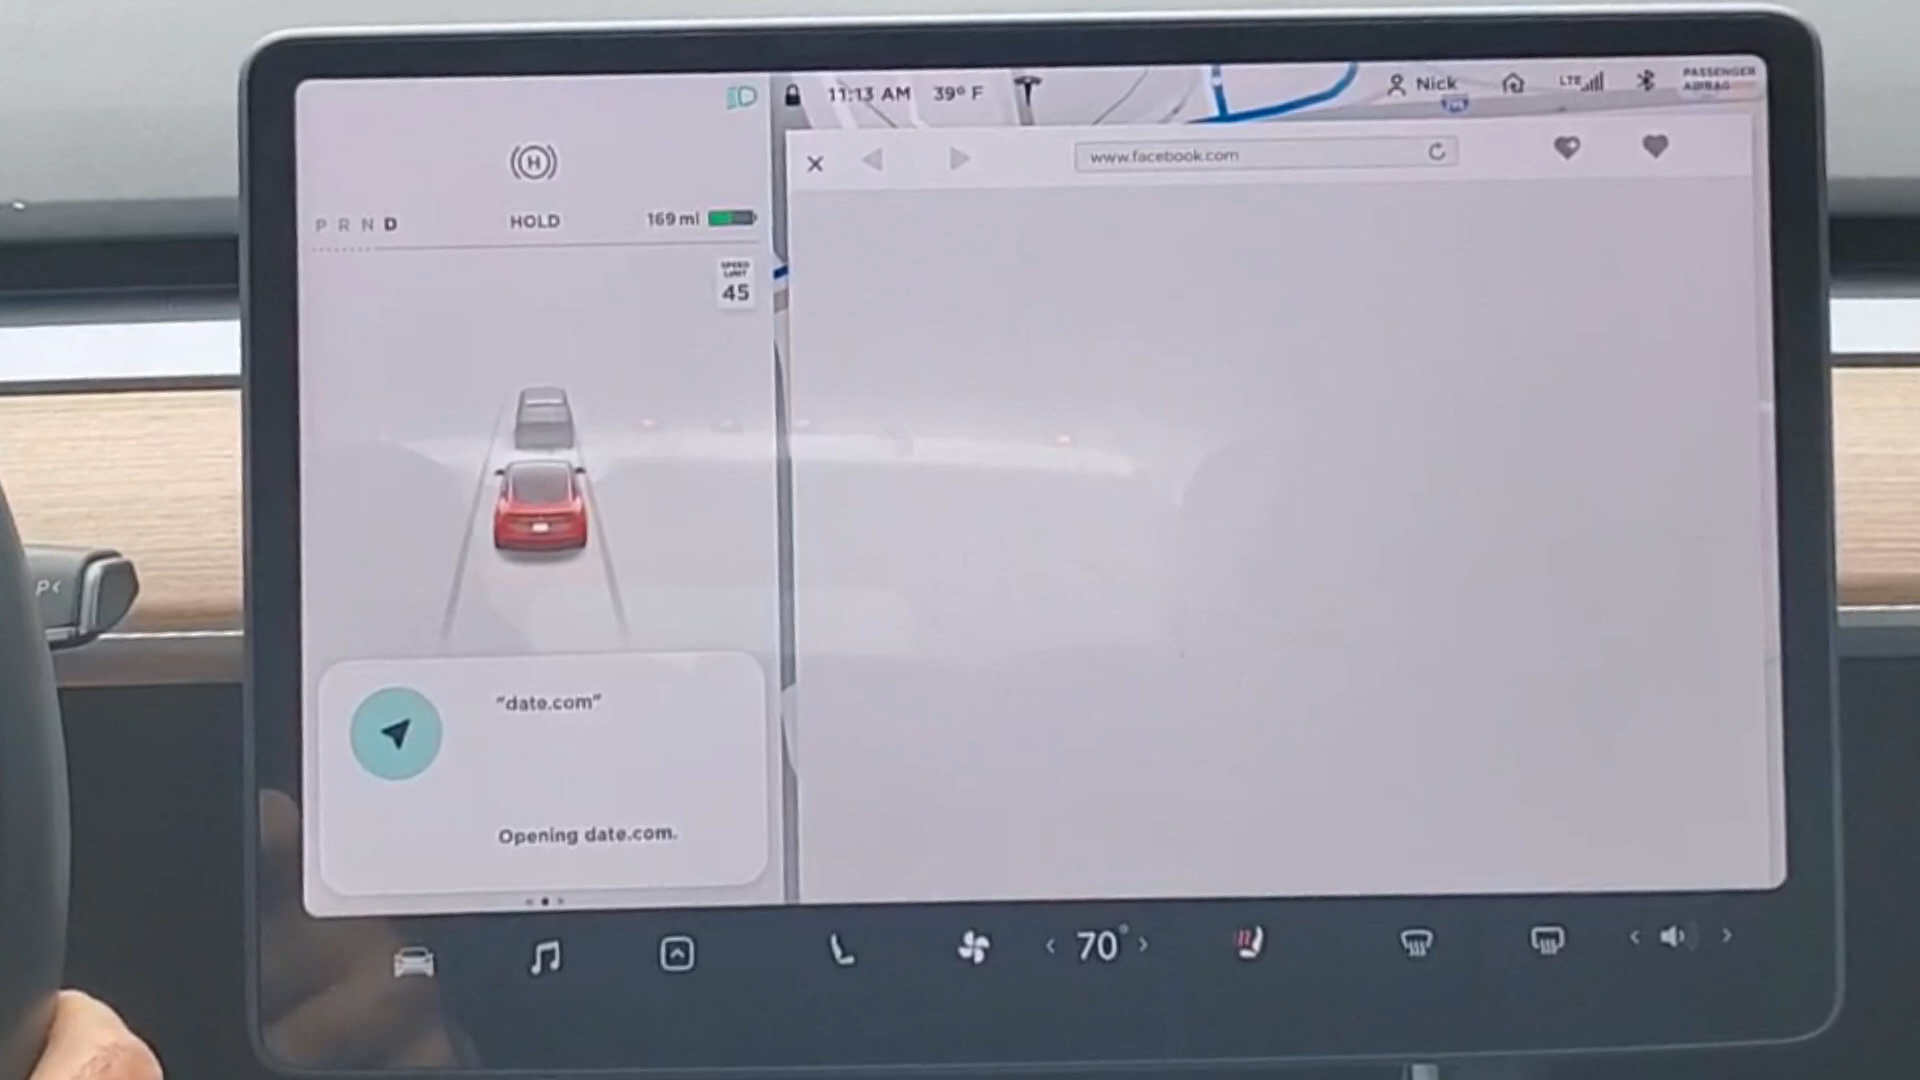 11:13 AM 39° F Nick LTE PASSENGER
AIRBAG
www.facebook.com
H
P R N D HOLD 169 mi
SPEED
LIMIT
45
"date.com"
Opening date.com.
P<
< 70° > < >